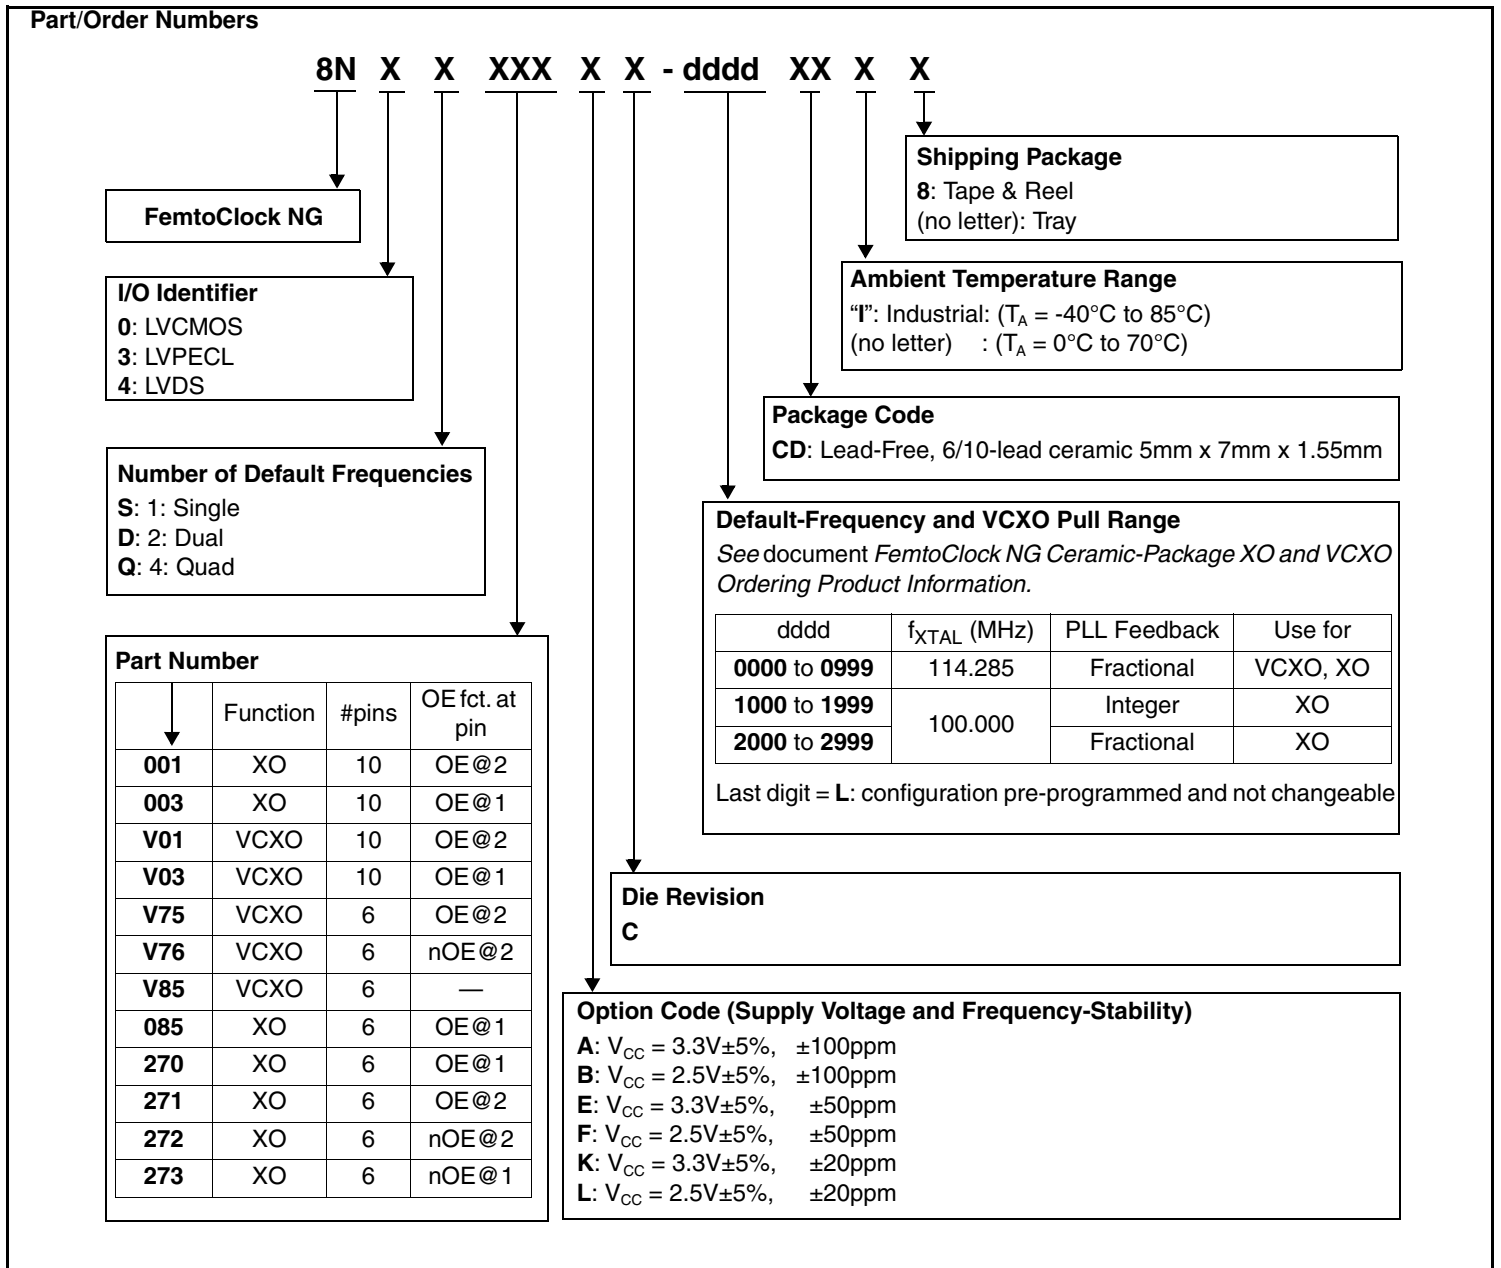 Part/Order Numbers
8N X X XXX X X - dddd XX X X
Shipping Package
8: Tape & Reel
(no letter): Tray
FemtoClock NG
Ambient Temperature Range
“I”: Industrial: (TA = -40°C to 85°C)
(no letter) : (TA = 0°C to 70°C)
I/O Identifier
0: LVCMOS
3: LVPECL
4: LVDS
Package Code
CD: Lead-Free, 6/10-lead ceramic 5mm x 7mm x 1.55mm
Number of Default Frequencies
S: 1: Single
D: 2: Dual
Q: 4: Quad
Default-Frequency and VCXO Pull Range
See document FemtoClock NG Ceramic-Package XO and VCXO
Ordering Product Information.
dddd fXTAL (MHz) PLL Feedback Use for
0000 to 0999 114.285 Fractional VCXO, XO
1000 to 1999 100.000 Integer XO
2000 to 2999 Fractional XO
Last digit = L: configuration pre-programmed and not changeable
Part Number
Function #pins OE fct. at
pin
001 XO 10 OE@2
003 XO 10 OE@1
V01 VCXO 10 OE@2
V03 VCXO 10 OE@1
V75 VCXO 6 OE@2
V76 VCXO 6 nOE@2
V85 VCXO 6 —
085 XO 6 OE@1
270 XO 6 OE@1
271 XO 6 OE@2
272 XO 6 nOE@2
273 XO 6 nOE@1
Die Revision
C
Option Code (Supply Voltage and Frequency-Stability)
A: VCC = 3.3V±5%, ±100ppm
B: VCC = 2.5V±5%, ±100ppm
E: VCC = 3.3V±5%, ±50ppm
F: VCC = 2.5V±5%, ±50ppm
K: VCC = 3.3V±5%, ±20ppm
L: VCC = 2.5V±5%, ±20ppm